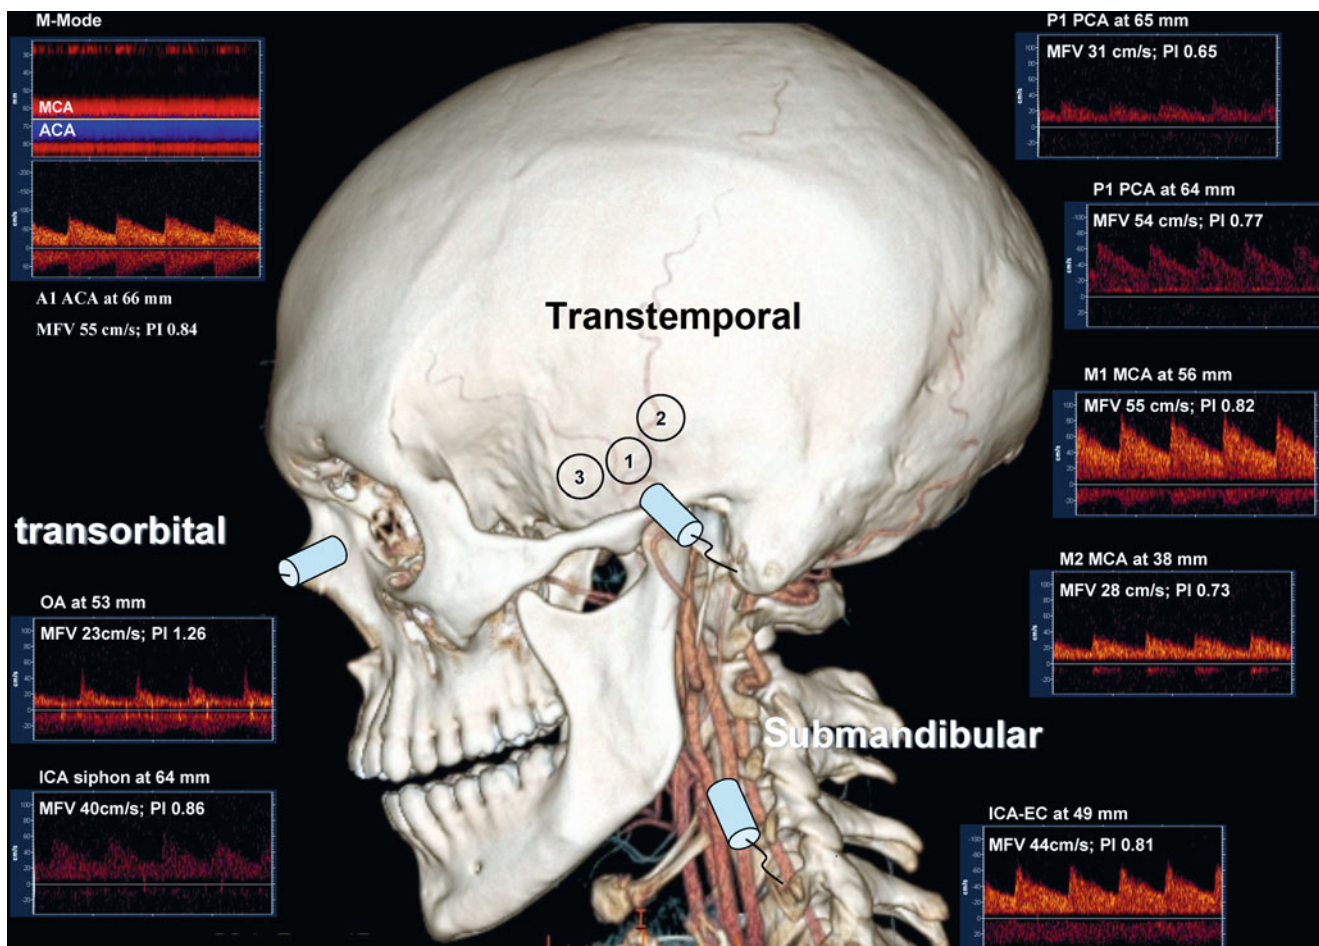 M-Mode
MCA
ACA
A1 ACA at 66 mm
MFV 55 cm/s; PI 0.84
transorbital
OA at 53 mm
MFV 23cm/s; PI 1.26
ICA siphon at 64 mm
MFV 40cm/s; PI 0.86
Transtemporal
2
1
3
Submandibular
P1 PCA at 65 mm
MFV 31 cm/s; PI 0.65
P1 PCA at 64 mm
MFV 54 cm/s; PI 0.77
M1 MCA at 56 mm
MFV 55 cm/s; PI 0.82
M2 MCA at 38 mm
MFV 28 cm/s; PI 0.73
ICA-EC at 49 mm
MFV 44cm/s; PI 0.81